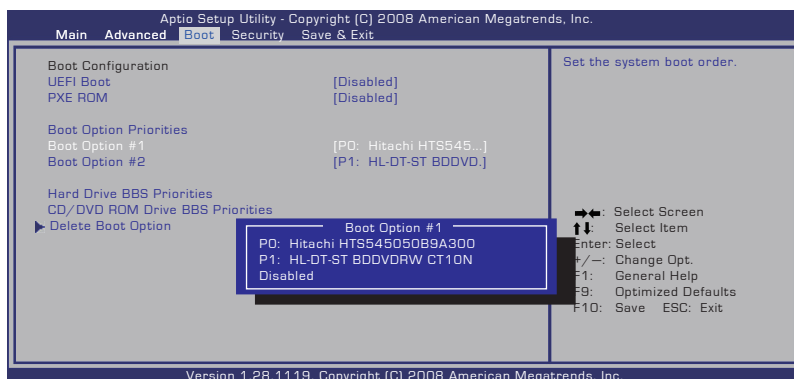 Aptio Setup Utility - Copyright (C) 2008 American Megatrends, Inc.
Main Advanced Boot Security Save & Exit
Boot Configuration
UEFI Boot [Disabled]
PXE ROM [Disabled]
Boot Option Priorities
Boot Option #1 [P0: Hitachi HTS545...]
Boot Option #2 [P1: HL-DT-ST BDDVD.]
Hard Drive BBS Priorities
CD/DVD ROM Drive BBS Priorities
Delete Boot Option
Boot Option #1
P0: Hitachi HTS545050B9A300
P1: HL-DT-ST BDDVDRW CT10N
Disabled
Set the system boot order.
→←: Select Screen
↑↓: Select Item
Enter: Select
+/—: Change Opt.
F1: General Help
F9: Optimized Defaults
F10: Save ESC: Exit
Version 1.28.1119. Copyright (C) 2008 American Megatrends, Inc.